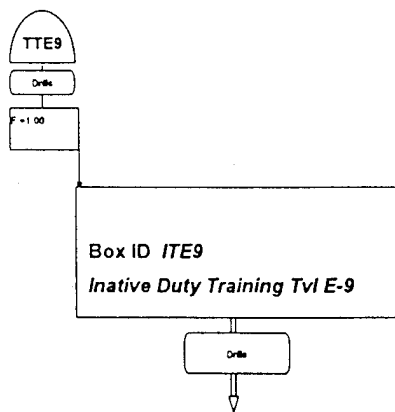 TTE9
Drills
F =1.00
Box ID ITE9
Inative Duty Training Tvl E-9
Drills